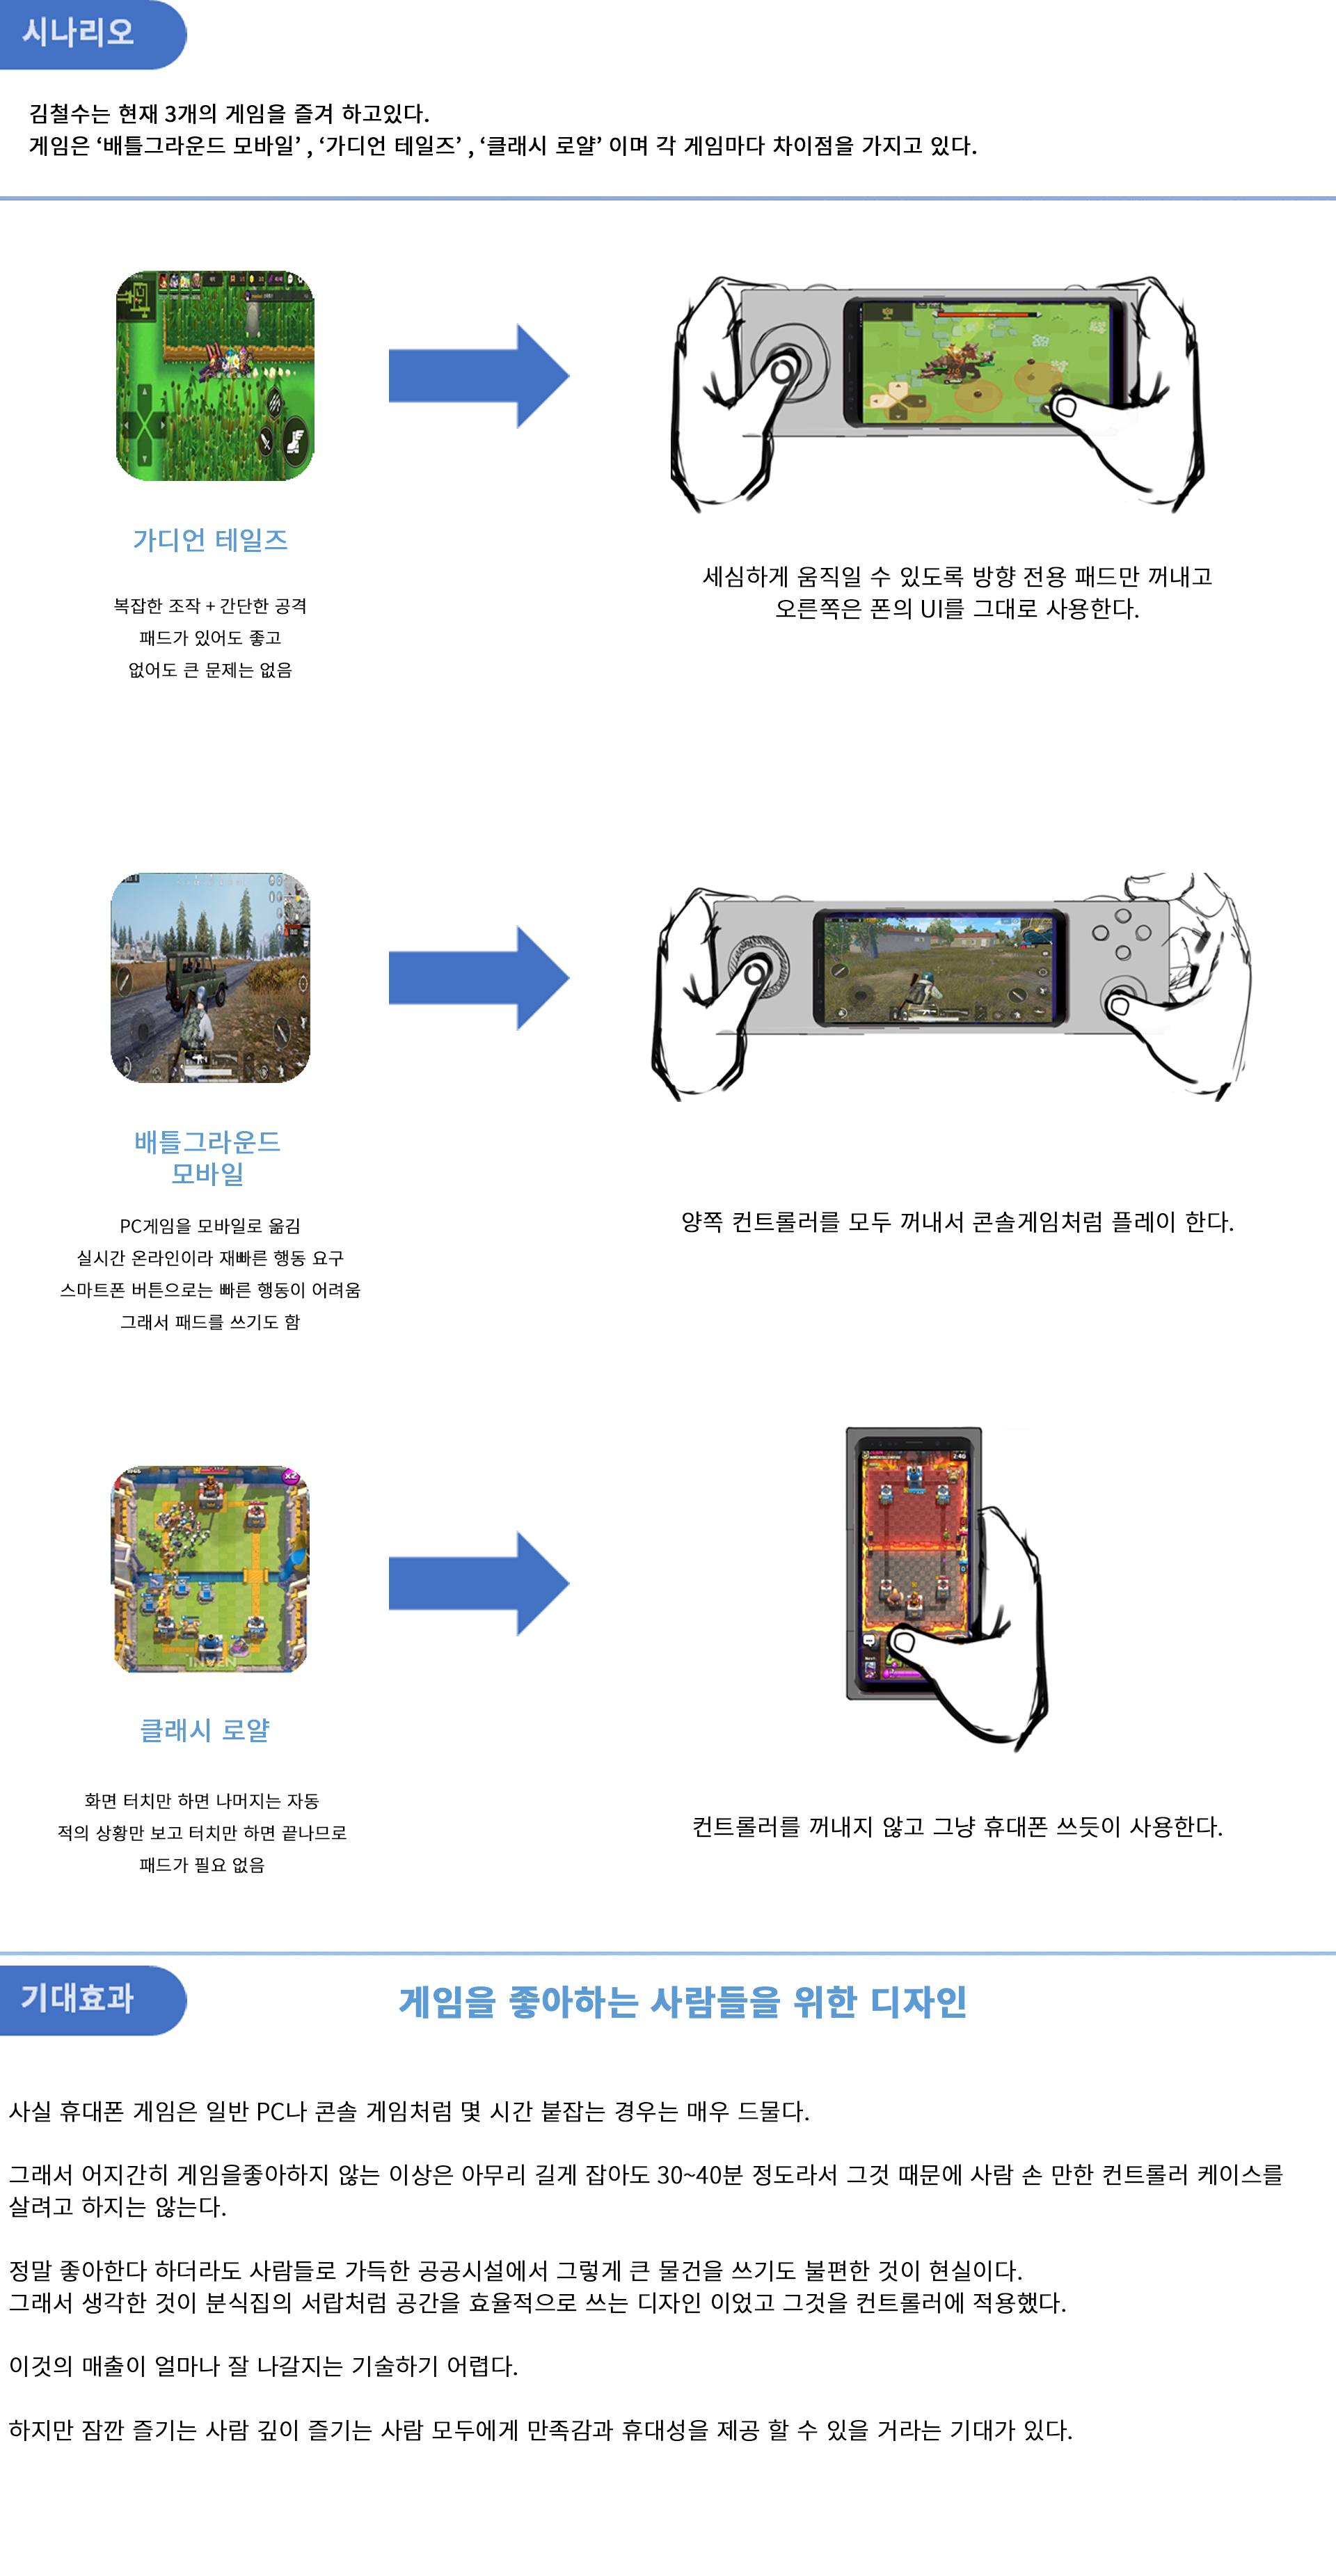 시나리오
김철수는 현재 3개의 게임을 즐겨 하고있다.
게임은 ‘배틀그라운드 모바일’ , ‘가디언 테일즈’ , ‘클래시 로얄’ 이며 각 게임마다 차이점을 가지고 있다.
가디언 테일즈
복잡한 조작 + 간단한 공격
패드가 있어도 좋고
없어도 큰 문제는 없음
세심하게 움직일 수 있도록 방향 전용 패드만 꺼내고
오른쪽은 폰의 UI를 그대로 사용한다.
배틀그라운드
모바일
PC게임을 모바일로 옮김
실시간 온라인이라 재빠른 행동 요구
스마트폰 버튼으로는 빠른 행동이 어려움
그래서 패드를 쓰기도 함
양쪽 컨트롤러를 모두 꺼내서 콘솔게임처럼 플레이 한다.
X2
INVEN
2:46
클래시 로얄
화면 터치만 하면 나머지는 자동
적의 상황만 보고 터치만 하면 끝나므로
패드가 필요 없음
컨트롤러를 꺼내지 않고 그냥 휴대폰 쓰듯이 사용한다.
기대효과
게임을 좋아하는 사람들을 위한 디자인
사실 휴대폰 게임은 일반 PC나 콘솔 게임처럼 몇 시간 붙잡는 경우는 매우 드물다.
그래서 어지간히 게임을좋아하지 않는 이상은 아무리 길게 잡아도 30~40분 정도라서 그것 때문에 사람 손 만한 컨트롤러 케이스를
살려고 하지는 않는다.
정말 좋아한다 하더라도 사람들로 가득한 공공시설에서 그렇게 큰 물건을 쓰기도 불편한 것이 현실이다.
그래서 생각한 것이 분식집의 서랍처럼 공간을 효율적으로 쓰는 디자인 이었고 그것을 컨트롤러에 적용했다.
이것의 매출이 얼마나 잘 나갈지는 기술하기 어렵다.
하지만 잠깐 즐기는 사람 깊이 즐기는 사람 모두에게 만족감과 휴대성을 제공 할 수 있을 거라는 기대가 있다.